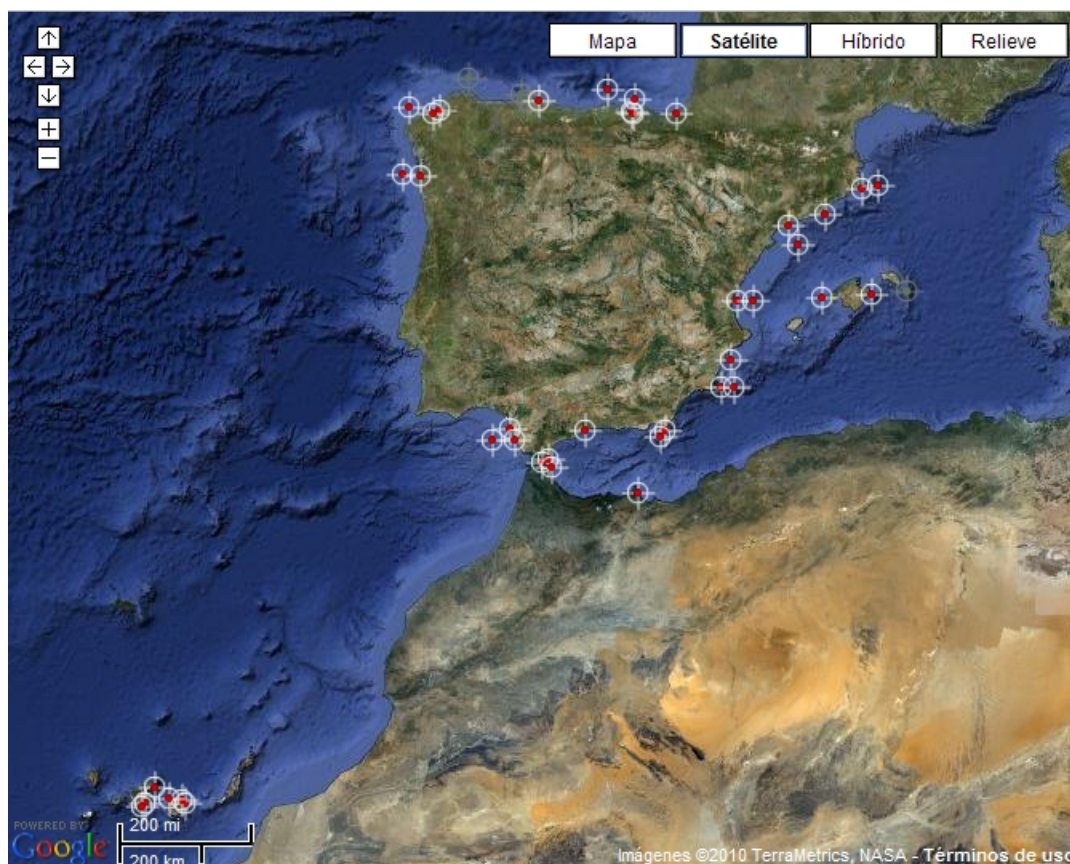 Mapa Satélite Híbrido Relieve
200 mi
POWERED BY
Google
200 km
Imágenes ©2010 TerraMetrics, NASA - Términos de uso